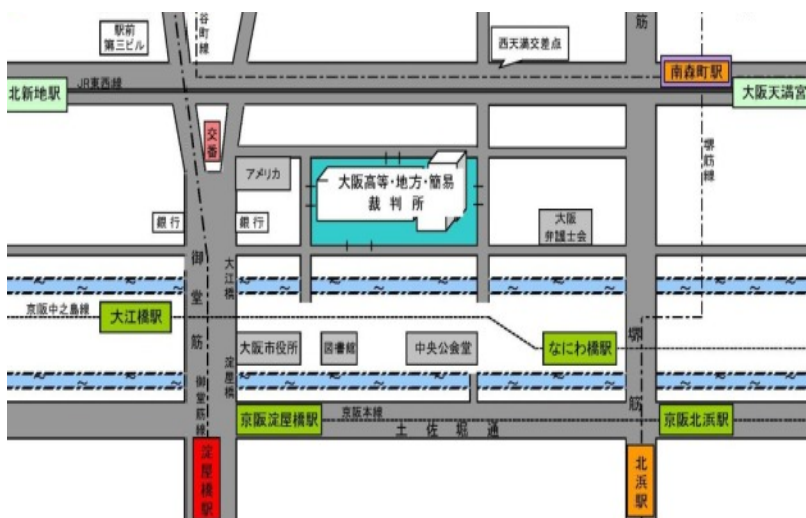 駅前
第三ビル
谷町線
筋
西天満交差点
南森町駅
北新地駅
JR東西線
大阪天満宮
交番
アメリカ
大阪高等・地方・簡易
裁判所
堺筋線
銀行
銀行
大阪
弁護士会
御堂筋
大江橋
京阪中之島線
大江橋駅
大阪市役所
図書館
中央公会堂
なにわ橋駅
堺筋
淀屋橋
御堂筋線
京阪淀屋橋駅
京阪本線
土佐堀通
京阪北浜駅
淀屋橋駅
北浜駅